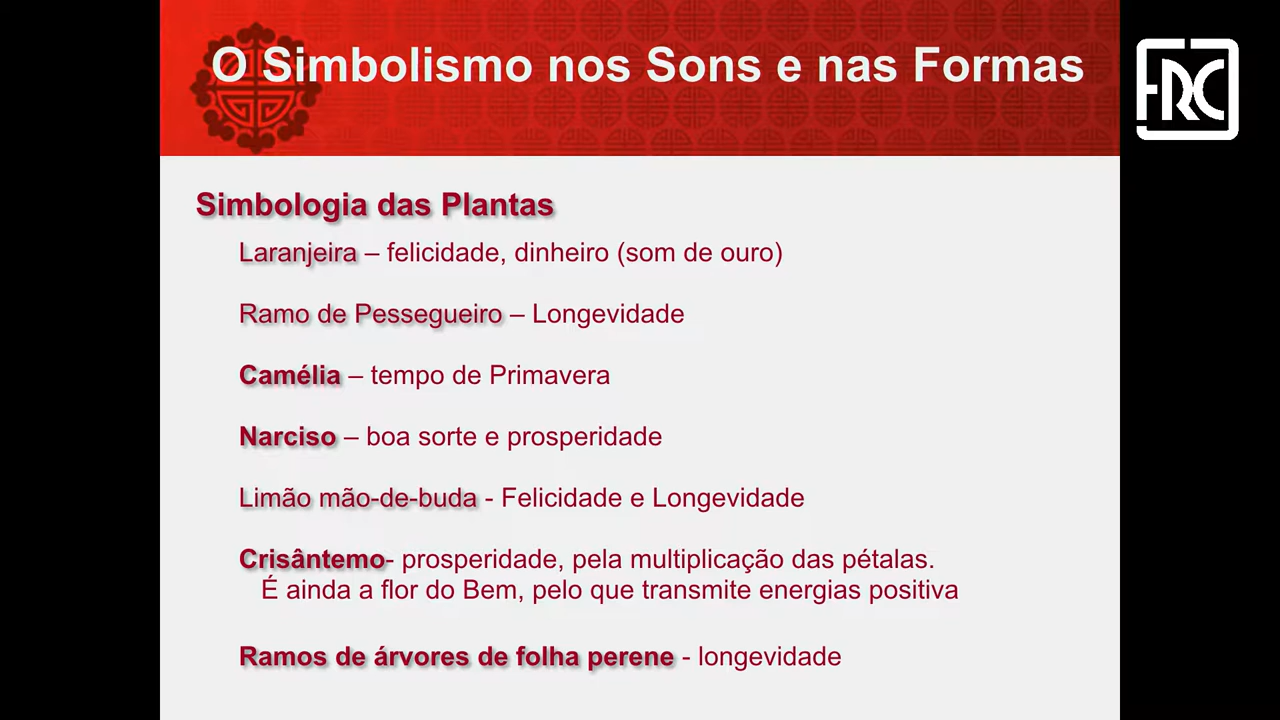 O Simbolismo nos Sons e nas Formas
FRC
Simbologia das Plantas
Laranjeira – felicidade, dinheiro (som de ouro)
Ramo de Pessegueiro – Longevidade
Camélia – tempo de Primavera
Narciso – boa sorte e prosperidade
Limão mão-de-buda - Felicidade e Longevidade
Crisântemo- prosperidade, pela multiplicação das pétalas.
É ainda a flor do Bem, pelo que transmite energias positiva
Ramos de árvores de folha perene - longevidade